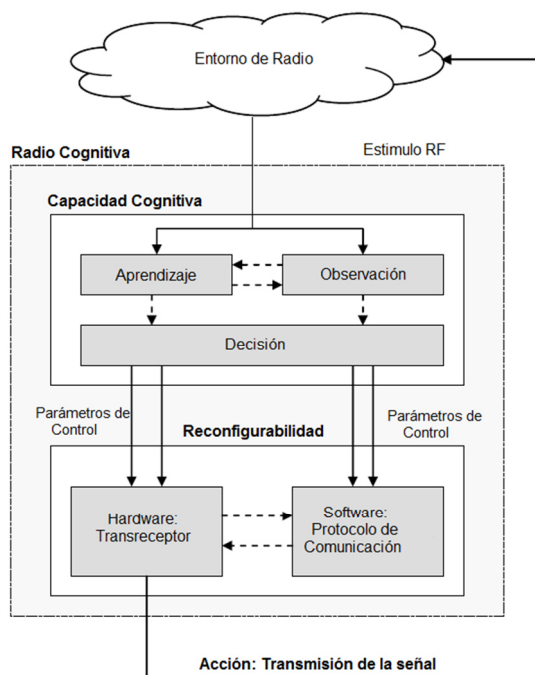 Entorno de Radio
Radio Cognitiva
Estimulo RF
Capacidad Cognitiva
Aprendizaje
Observación
Decisión
Parámetros de
Control
Parámetros de
Control
Reconfigurabilidad
Hardware:
Transreceptor
Software:
Protocolo de
Comunicación
Acción: Transmisión de la señal